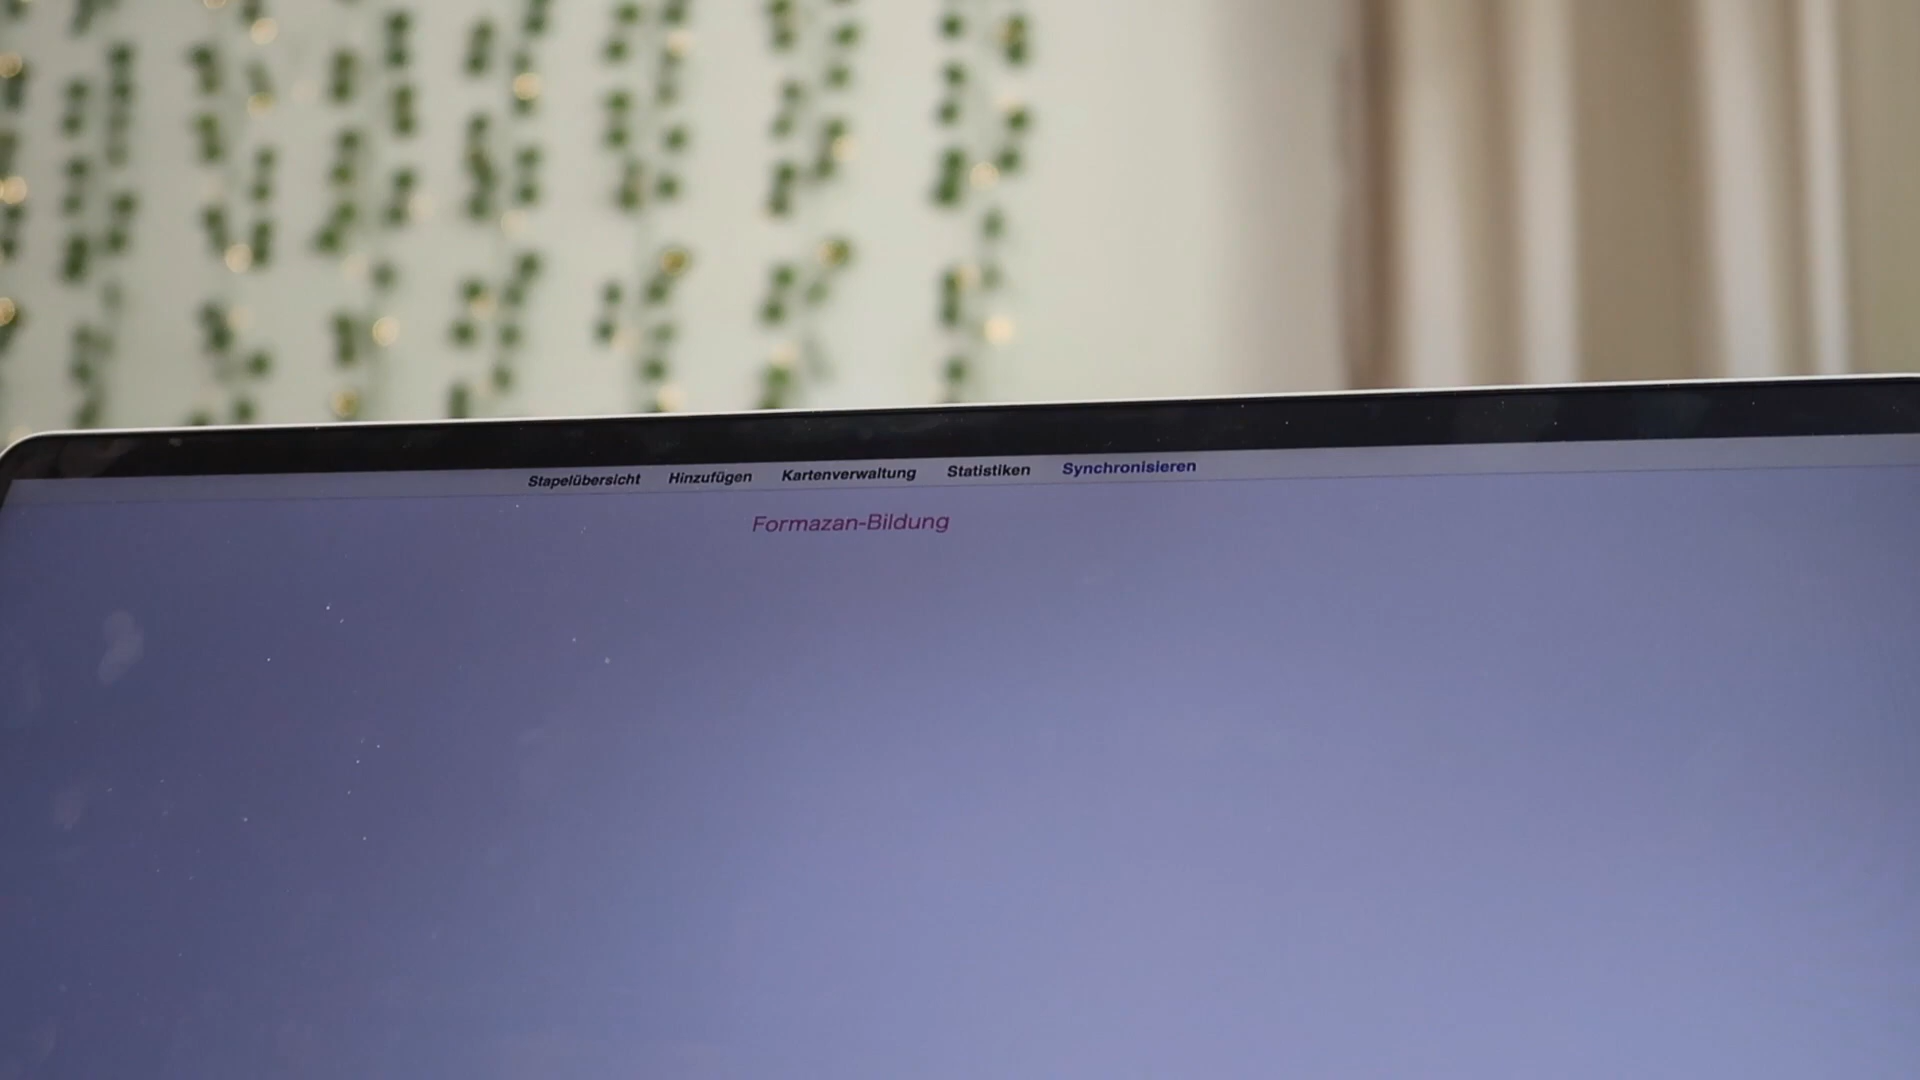 Stapelübersicht Hinzufügen Kartenverwaltung Statistiken Synchronisieren
Formazan-Bildung